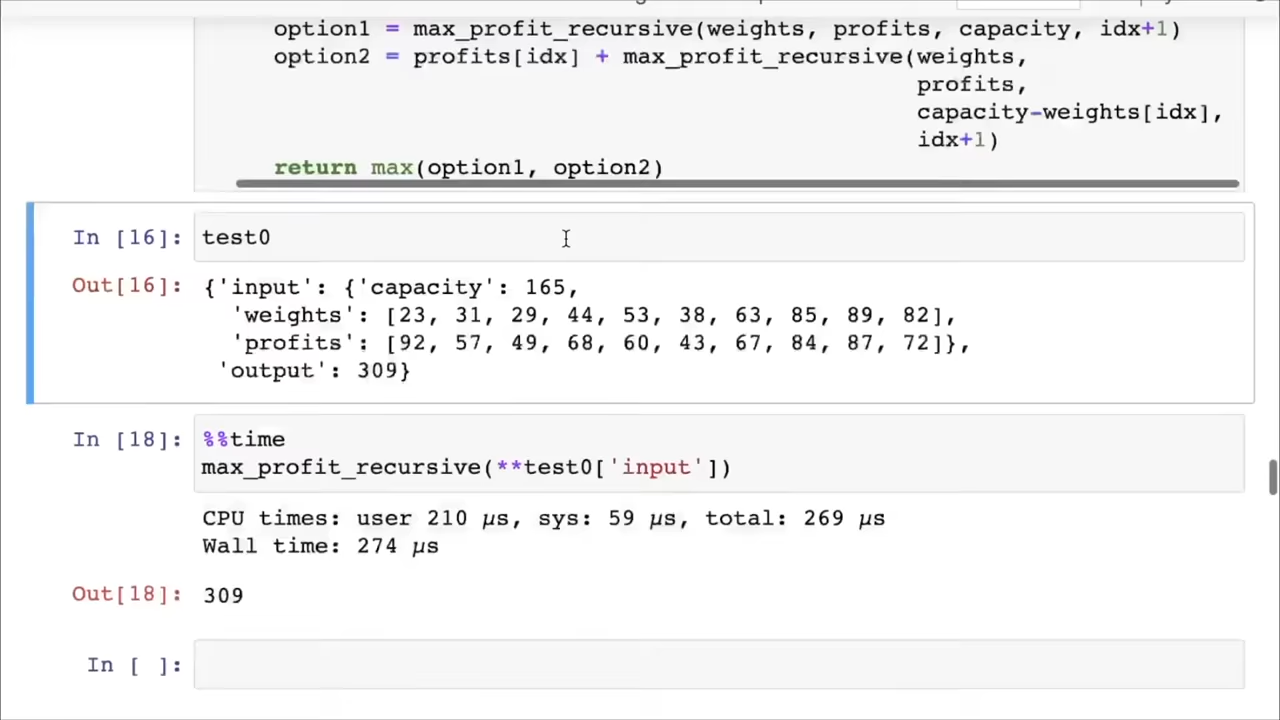 option1 = max_profit_recursive(weights, profits, capacity, idx+1)
option2 = profits[idx] + max_profit_recursive(weights,
profits,
capacity-weights[idx],
idx+1)
return max(option1, option2)
In [16]: test0
Out[16]: {'input': {'capacity': 165,
'weights': [23, 31, 29, 44, 53, 38, 63, 85, 89, 82],
'profits': [92, 57, 49, 68, 60, 43, 67, 84, 87, 72]},
'output': 309}
In [18]: %%time
max_profit_recursive(**test0['input'])
CPU times: user 210 µs, sys: 59 µs, total: 269 µs
Wall time: 274 µs
Out[18]: 309
In [ ]: